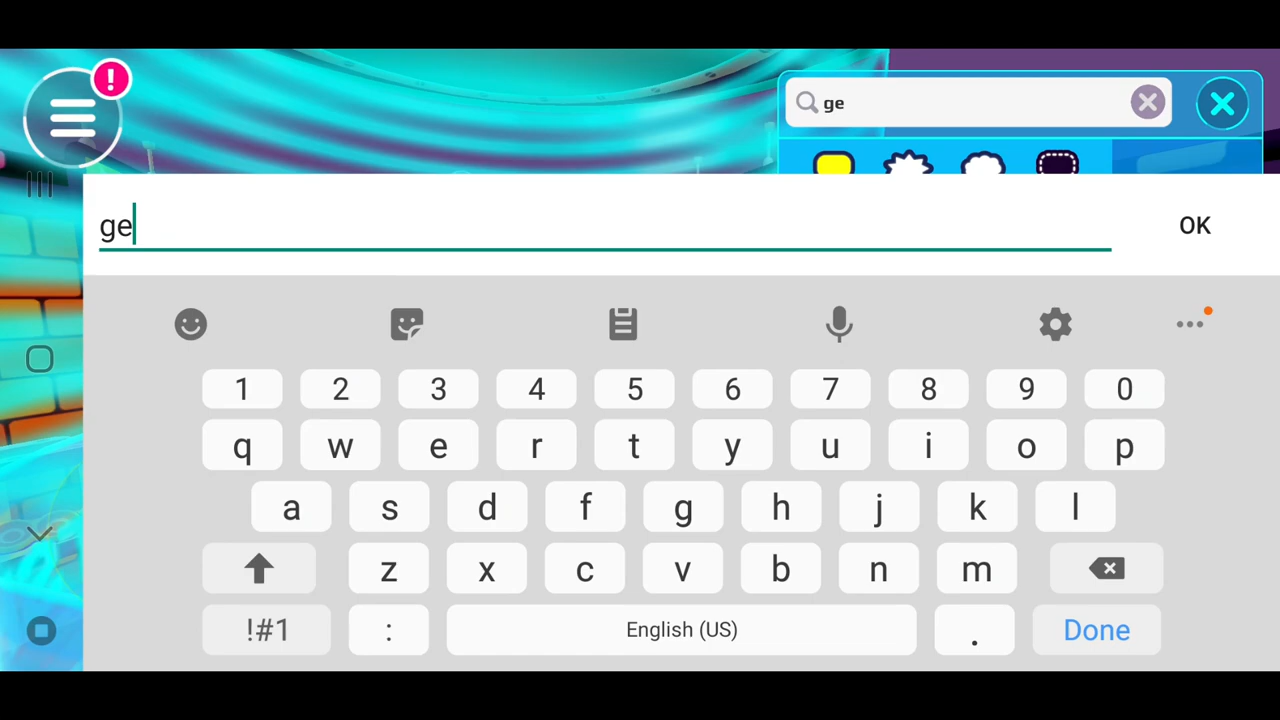 !
ge
ge
OK
1 2 3 4 5 6 7 8 9 0
q w e r t y u i o p
a s d f g h j k l
z x c v b n m
!#1 : English (US) . Done